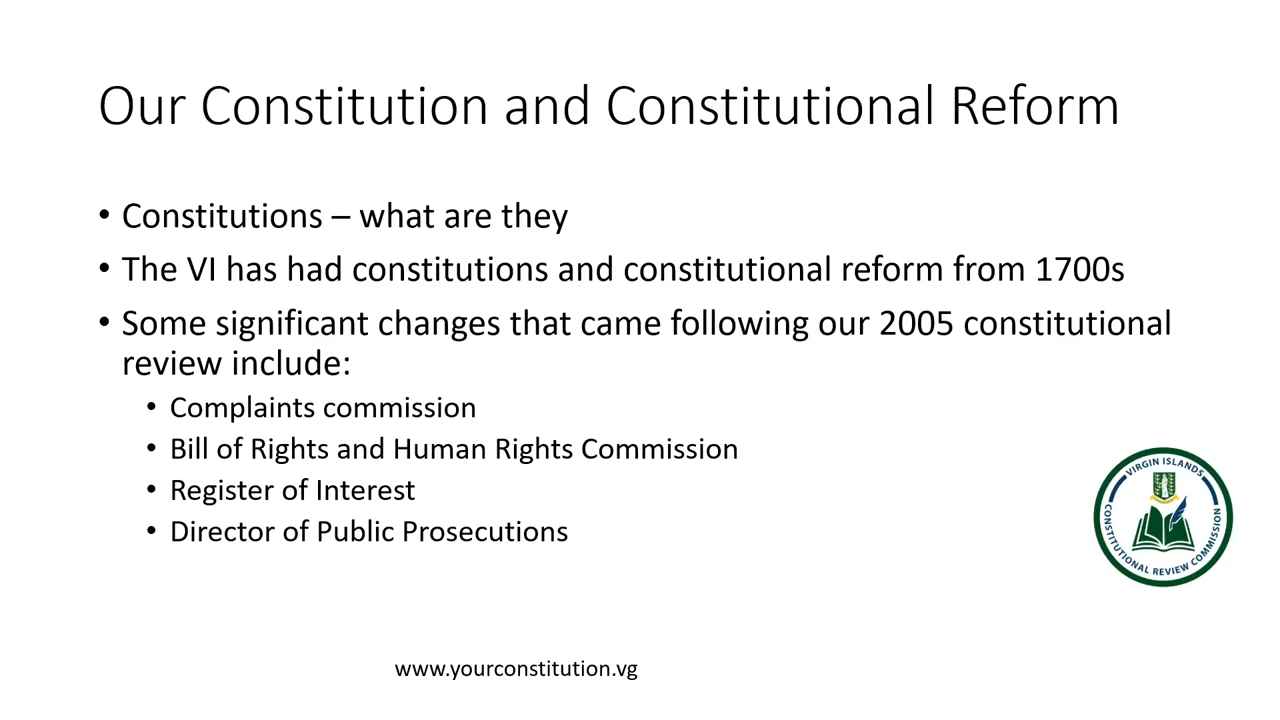 Our Constitution and Constitutional Reform
• Constitutions – what are they
• The VI has had constitutions and constitutional reform from 1700s
• Some significant changes that came following our 2005 constitutional
review include:
• Complaints commission
• Bill of Rights and Human Rights Commission
• Register of Interest
• Director of Public Prosecutions
VIRGIN ISLANDS
CONSTITUTIONAL REVIEW COMMISSION
www.yourconstitution.vg